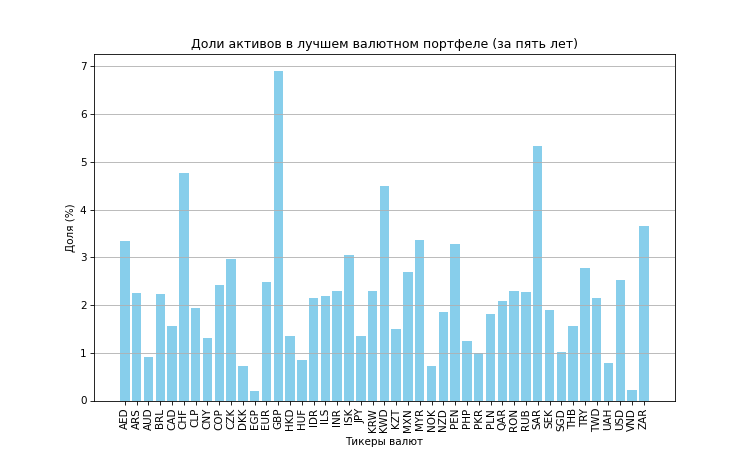 Доли активов в лучшем валютном портфеле (за пять лет)
Доля (%)
7
6
5
4
3
2
1
0
AED ARS AUD BRL CAD CHF CLP CNY COP CZK DKK EGP EUR GBP HKD HUF IDR ILS INR ISK JPY KRW KWD KZT MXN MYR NOK NZD PEN PHP PKR PLN QAR RON RUB SAR SEK SGD THB TRY TWD UAH USD VND ZAR
Тикеры валют